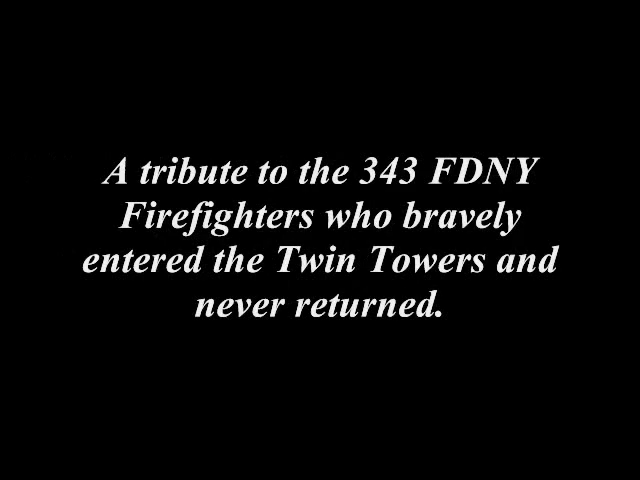 A tribute to the 343 FDNY
Firefighters who bravely
entered the Twin Towers and
never returned.